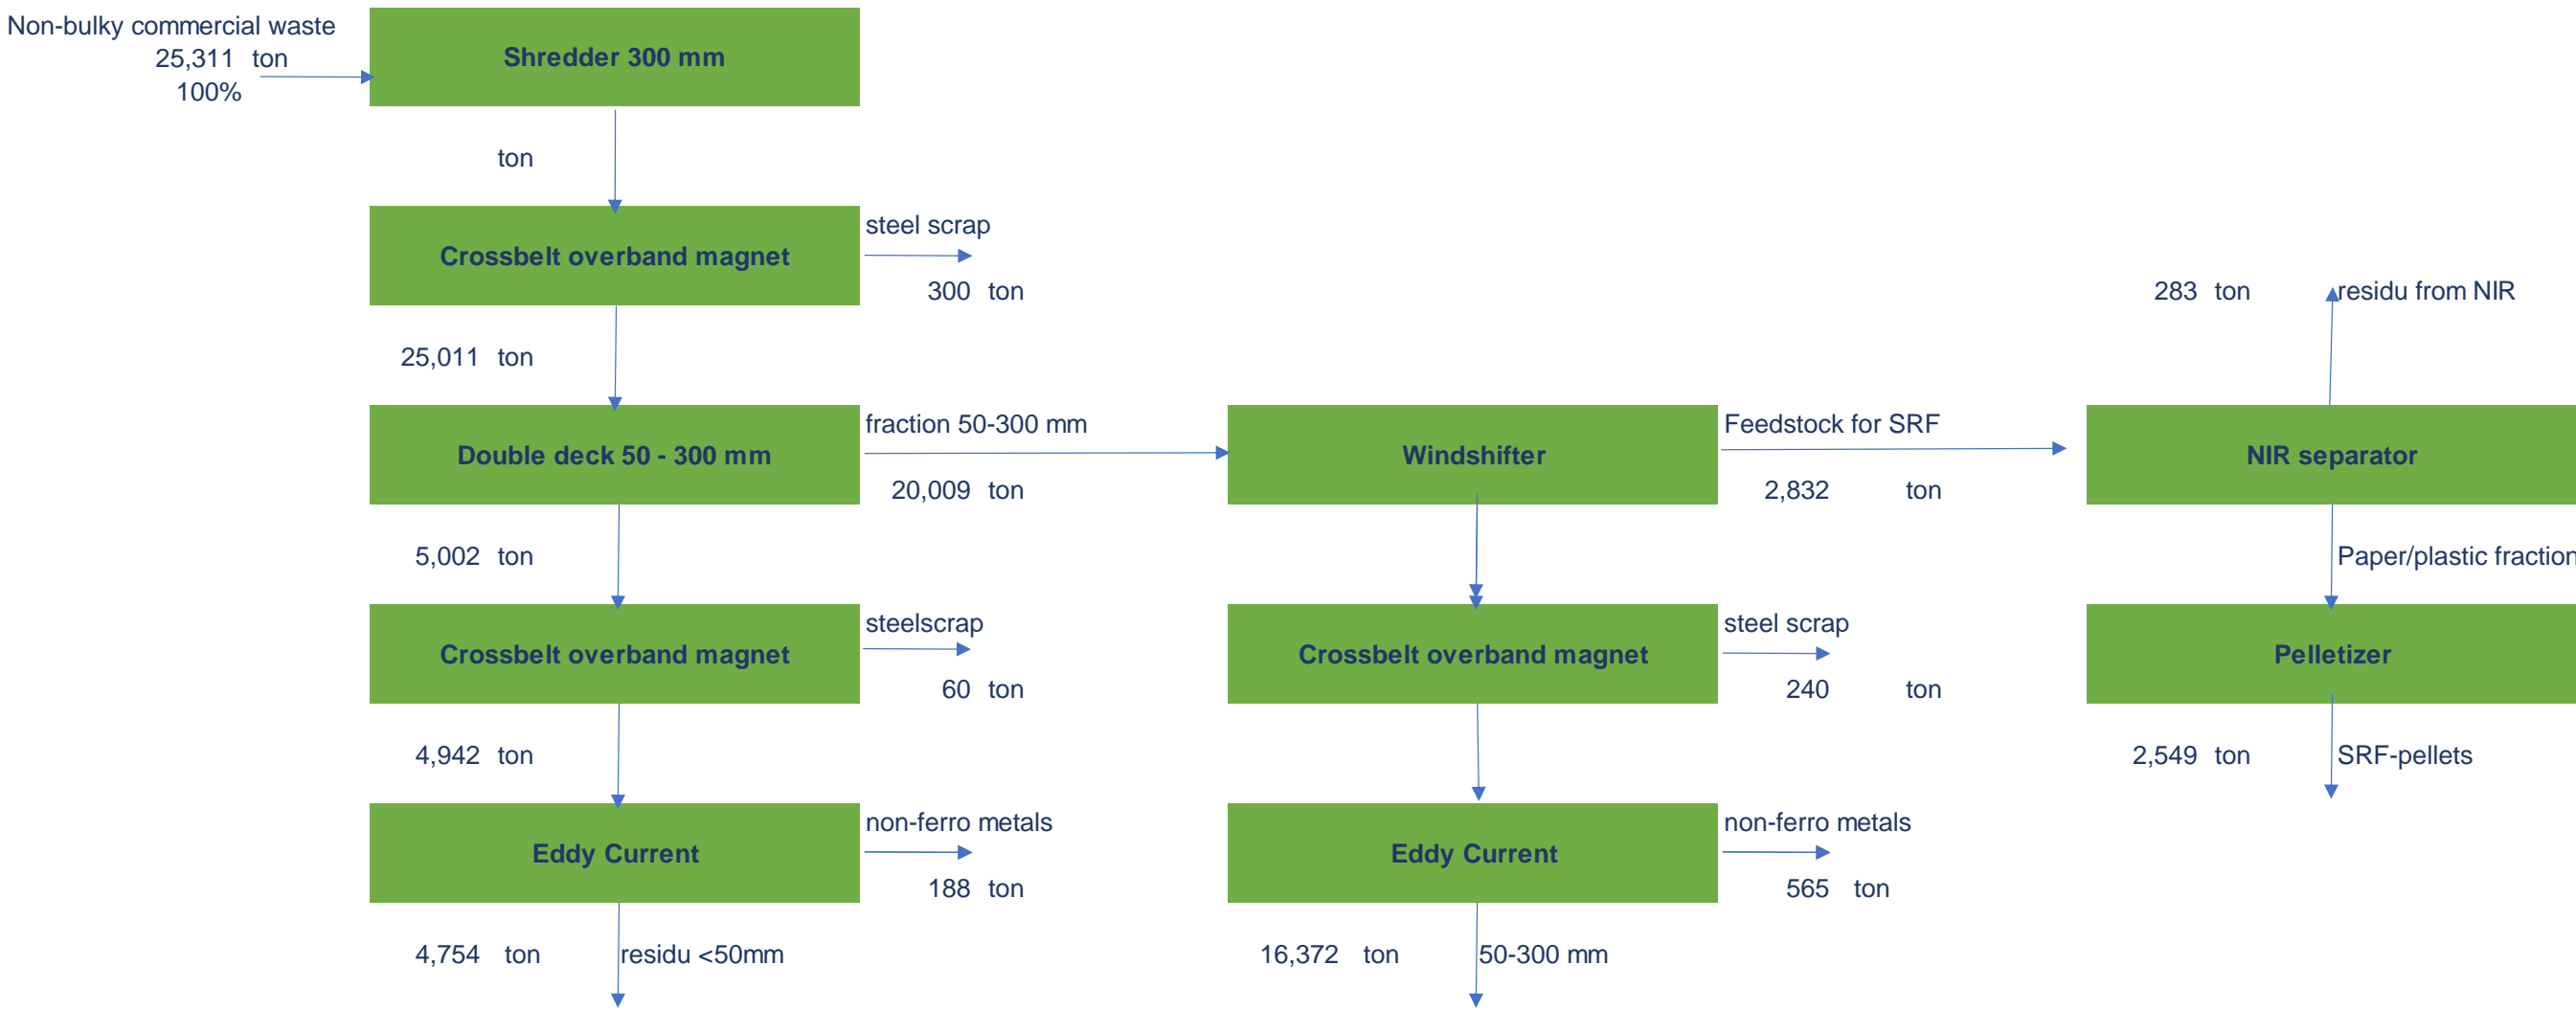 Non-bulky commercial waste
25,311 ton
100%
Shredder 300 mm
ton
Crossbelt overband magnet
steel scrap
300 ton
283 ton
residu from NIR
25,011 ton
Double deck 50 - 300 mm
fraction 50-300 mm
20,009 ton
Windshifter
Feedstock for SRF
2,832 ton
NIR separator
5,002 ton
Paper/plastic fraction
Crossbelt overband magnet
steelscrap
60 ton
Crossbelt overband magnet
steel scrap
240 ton
Pelletizer
4,942 ton
2,549 ton
SRF-pellets
Eddy Current
non-ferro metals
188 ton
Eddy Current
non-ferro metals
565 ton
4,754 ton
residu <50mm
16,372 ton
50-300 mm